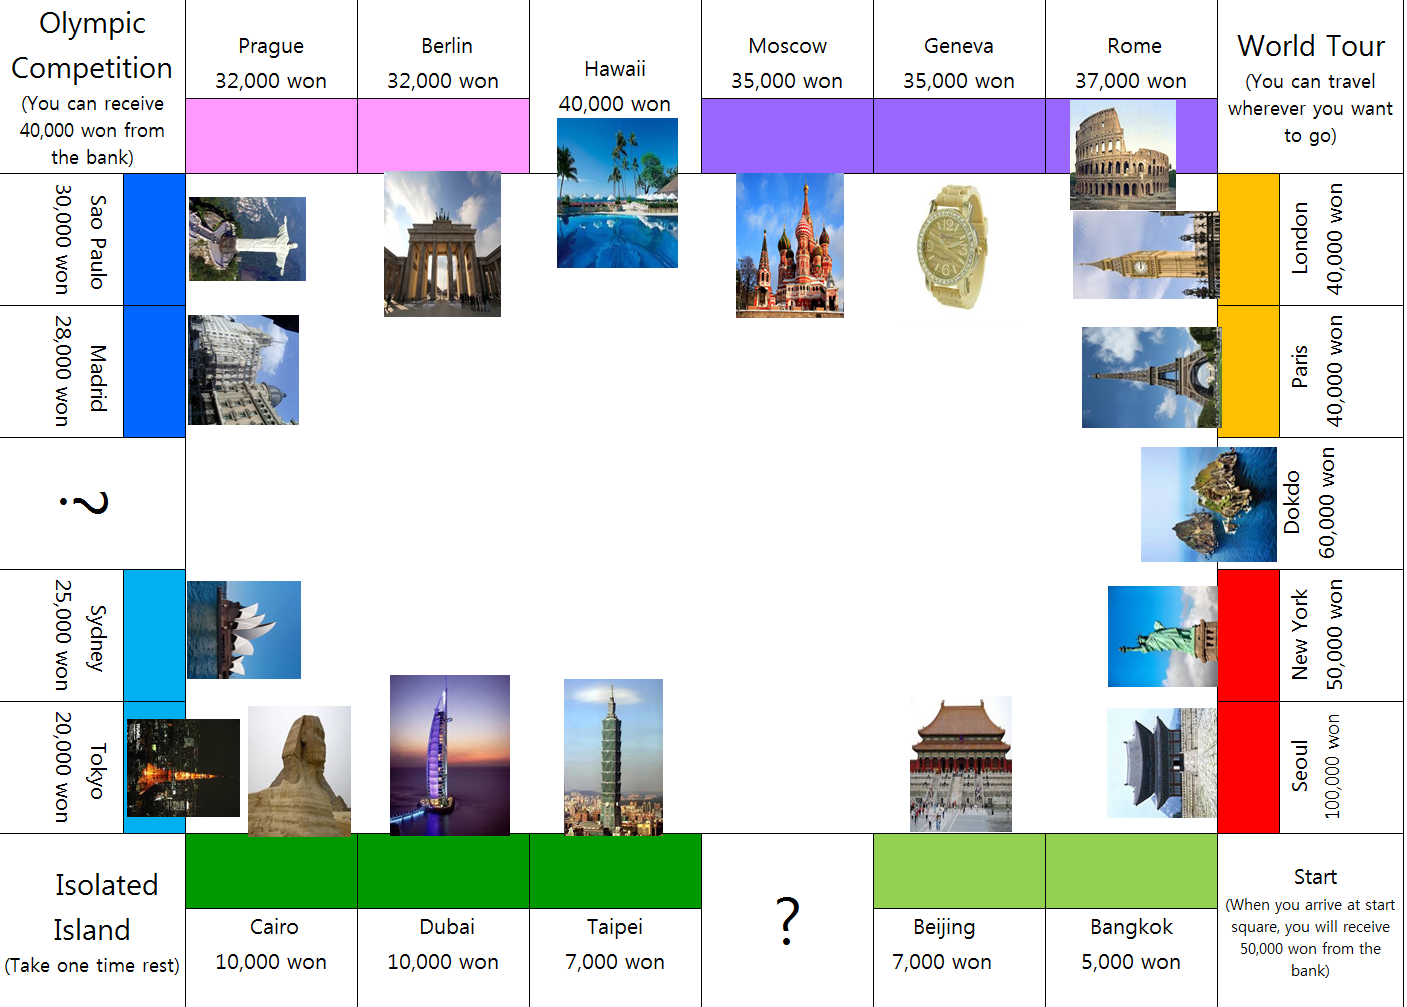 Olympic
Competition
(You can receive
40,000 won from
the bank)
Prague
32,000 won
Berlin
32,000 won
Hawaii
40,000 won
Moscow
35,000 won
Geneva
35,000 won
Rome
37,000 won
World Tour
(You can travel
wherever you want
to go)
London
40,000 won
Paris
40,000 won
Dokdo
60,000 won
New York
50,000 won
Seoul
100,000 won
Start
(When you arrive at start
square, you will receive
50,000 won from the
bank)
Bangkok
5,000 won
Beijing
7,000 won
?
Taipei
7,000 won
Dubai
10,000 won
Cairo
10,000 won
Isolated
Island
(Take one time rest)
Tokyo
20,000 won
Sydney
25,000 won
?
Madrid
28,000 won
Sao Paulo
30,000 won